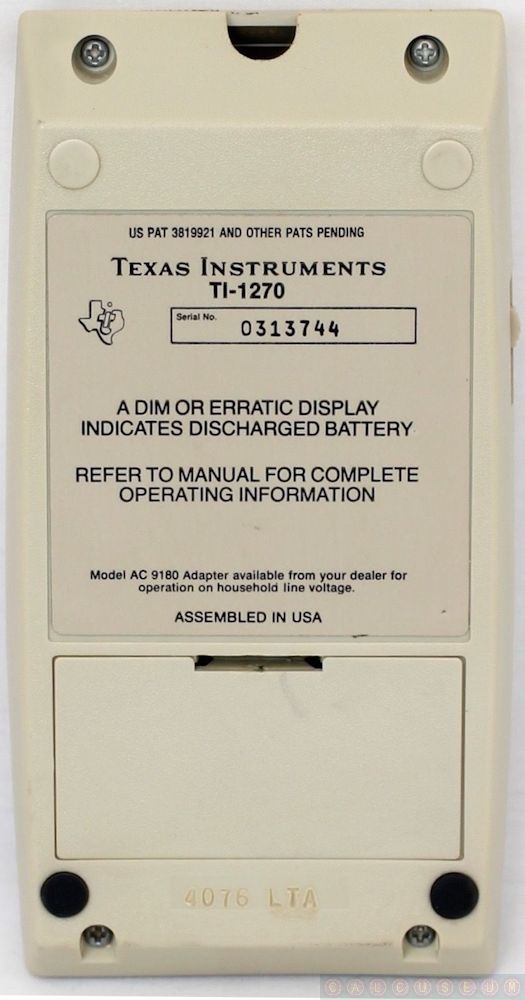 US PAT 3819921 AND OTHER PATS PENDING
TEXAS INSTRUMENTS
TI-1270
Serial No. 0313744
A DIM OR ERRATIC DISPLAY
INDICATES DISCHARGED BATTERY
REFER TO MANUAL FOR COMPLETE
OPERATING INFORMATION
Model AC 9180 Adapter available from your dealer for
operation on household line voltage.
ASSEMBLED IN USA
4076 LTA
CALCUSEUM